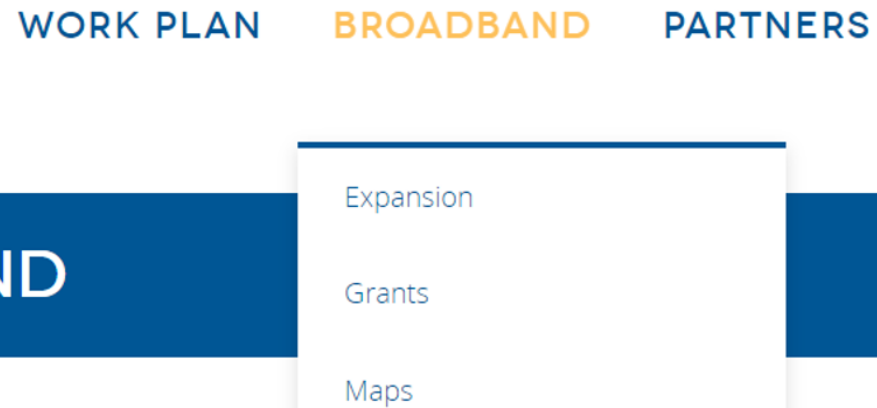 WORK PLAN BROADBAND PARTNERS
Expansion
ND
Grants
Maps